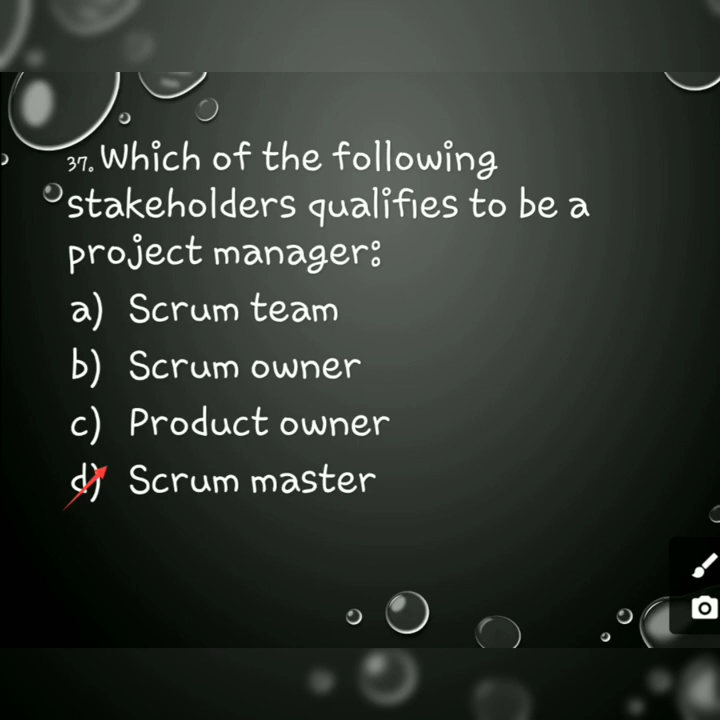 37. Which of the following
stakeholders qualifies to be a
project manager:
a) Scrum team
b) Scrum owner
c) Product owner
d) Scrum master